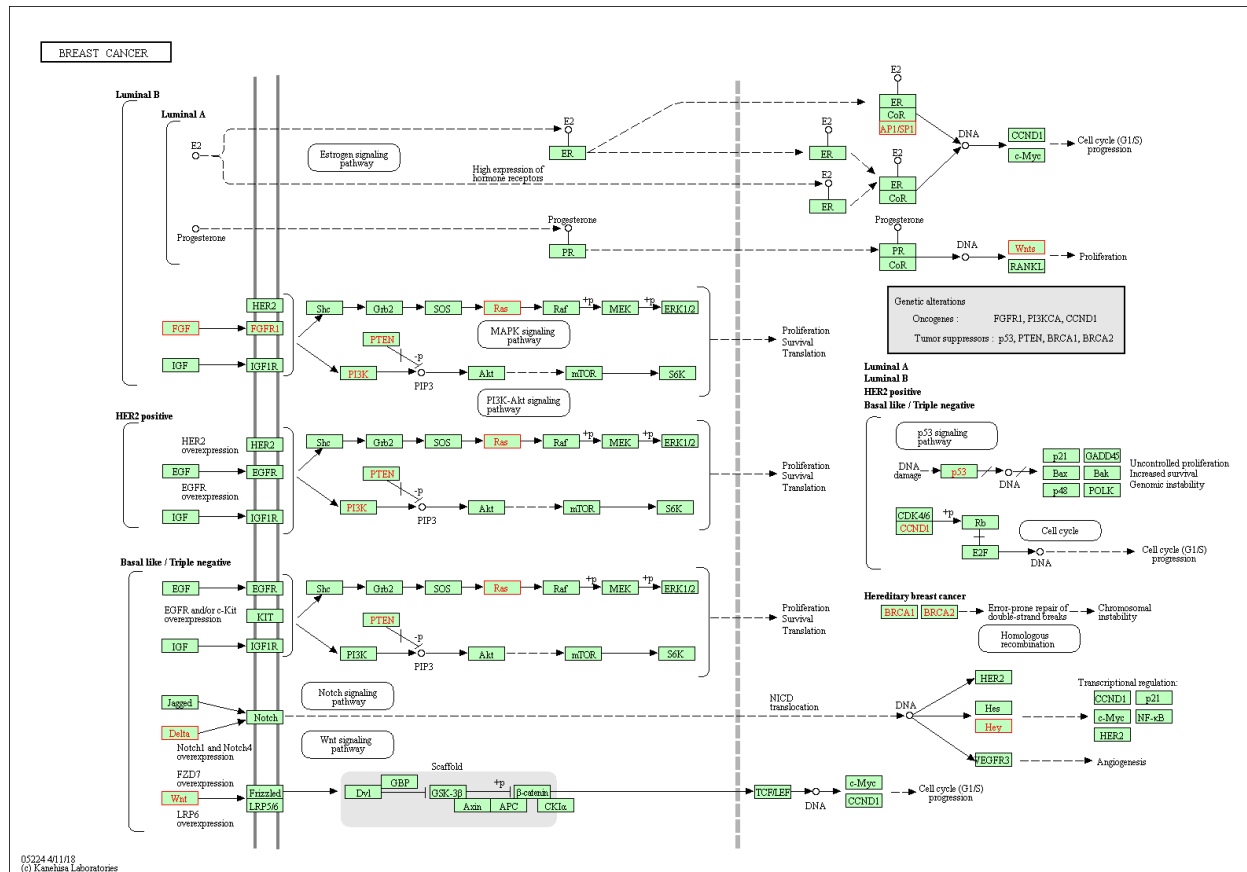 BREAST CANCER
Luminal B
Luminal A
E2
Estrogen signaling
pathway
High expression of
hormone receptors
E2
ER
E2
ER
E2
ER
E2
ER
CoR
AP1/SP1
E2
ER
CoR
DNA
CCND1
c-Myc
Cell cycle (G1/S)
progression
Progesterone
Progesterone
PR
Progesterone
PR
CoR
DNA
Wnts
RANKL
Proliferation
HER2
FGF
FGFR1
IGF
IGF1R
Shc
Grb2
SOS
Ras
Raf
+p
MEK
+p
ERK1/2
MAPK signaling
pathway
PTEN
-p
PI3K
PIP3
Akt
mTOR
S6K
PI3K-Akt signaling
pathway
Proliferation
Survival
Translation
Genetic alterations
Oncogenes : FGFR1, PI3KCA, CCND1
Tumor suppressors : p53, PTEN, BRCA1, BRCA2
HER2 positive
HER2
overexpression
HER2
EGF
EGFR
EGFR
overexpression
IGF
IGF1R
Shc
Grb2
SOS
Ras
Raf
+p
MEK
+p
ERK1/2
PTEN
-p
PI3K
PIP3
Akt
mTOR
S6K
Proliferation
Survival
Translation
Luminal A
Luminal B
HER2 positive
Basal like / Triple negative
p53 signaling
pathway
DNA
damage
p53
DNA
p21
GADD45
Bax
Bak
p48
POLK
Uncontrolled proliferation
Increased survival
Genomic instability
CDK4/6
CCND1
+p
Rb
E2F
Cell cycle
DNA
Cell cycle (G1/S)
progression
Basal like / Triple negative
EGF
EGFR
EGFR and/or c-Kit
overexpression
KIT
IGF
IGF1R
Shc
Grb2
SOS
Ras
Raf
+p
MEK
+p
ERK1/2
PTEN
-p
PI3K
PIP3
Akt
mTOR
S6K
Proliferation
Survival
Translation
Hereditary breast cancer
BRCA1
BRCA2
Error-prone repair of
double-strand breaks
Chromosomal
instability
Homologous
recombination
Jagged
Delta
Notch
Notch1 and Notch4
overexpression
Notch signaling
pathway
NICD
translocation
DNA
HER2
Hes
Hey
VEGFR3
Transcriptional regulation:
CCND1
p21
c-Myc
NF-κB
HER2
Angiogenesis
Wnt signaling
pathway
FZD7
overexpression
Wnt
LRP6
overexpression
Frizzled
LRP5/6
Scaffold
Dvl
GBP
GSK-3β
+p
β-catenin
Axin
APC
CKIα
TCF/LEF
DNA
c-Myc
CCND1
Cell cycle (G1/S)
progression
05224 4/11/18
(c) Kanehisa Laboratories